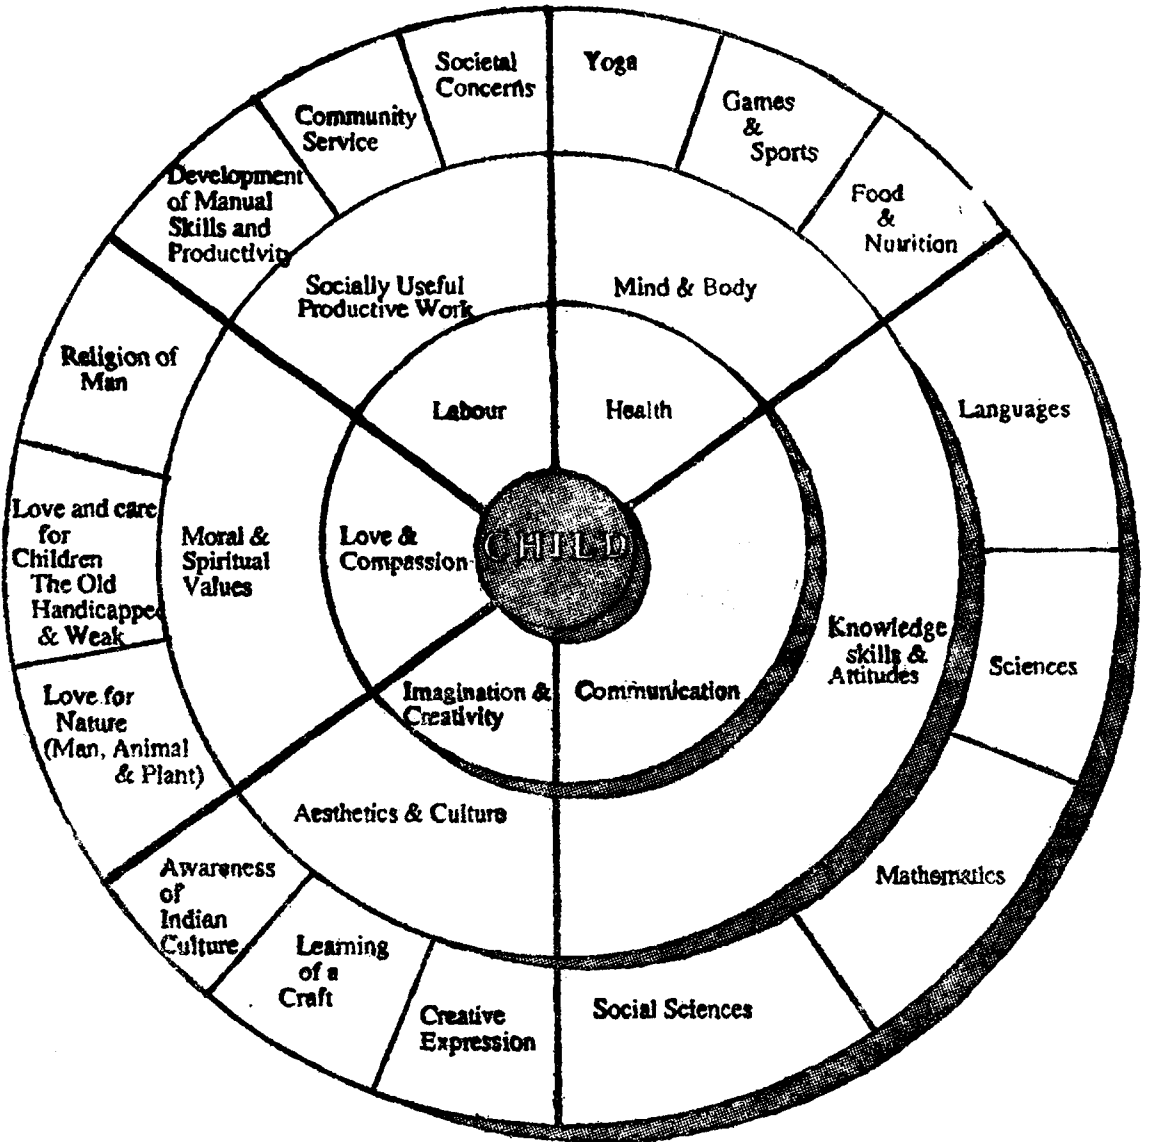 Societal
Concerns
Yoga
Games
&
Sports
Food
&
Nutrition
Community
Service
Development
of Manual
Skills and
Productivity
Socially Useful
Productive Work
Mind & Body
Religion of
Man
Labour
Health
Languages
Love and care
for
Children
The Old
Handicapped
& Weak
Moral &
Spiritual
Values
Love &
Compassion
CHILD
Knowledge
skills &
Attitudes
Sciences
Love for
Nature
(Man, Animal
& Plant)
Imagination &
Creativity
Communication
Aesthetics & Culture
Awareness
of
Indian
Culture
Learning
of a
Craft
Creative
Expression
Social Sciences
Mathematics